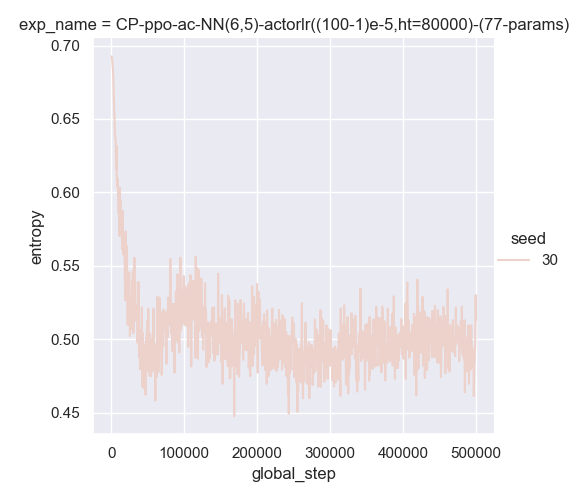 exp_name = CP-ppo-ac-NN(6,5)-actorlr((100-1)e-5,ht=80000)-(77-params)
0.70
0.65
0.60
0.55
0.50
0.45
entropy
0 100000 200000 300000 400000 500000
global_step
seed
30